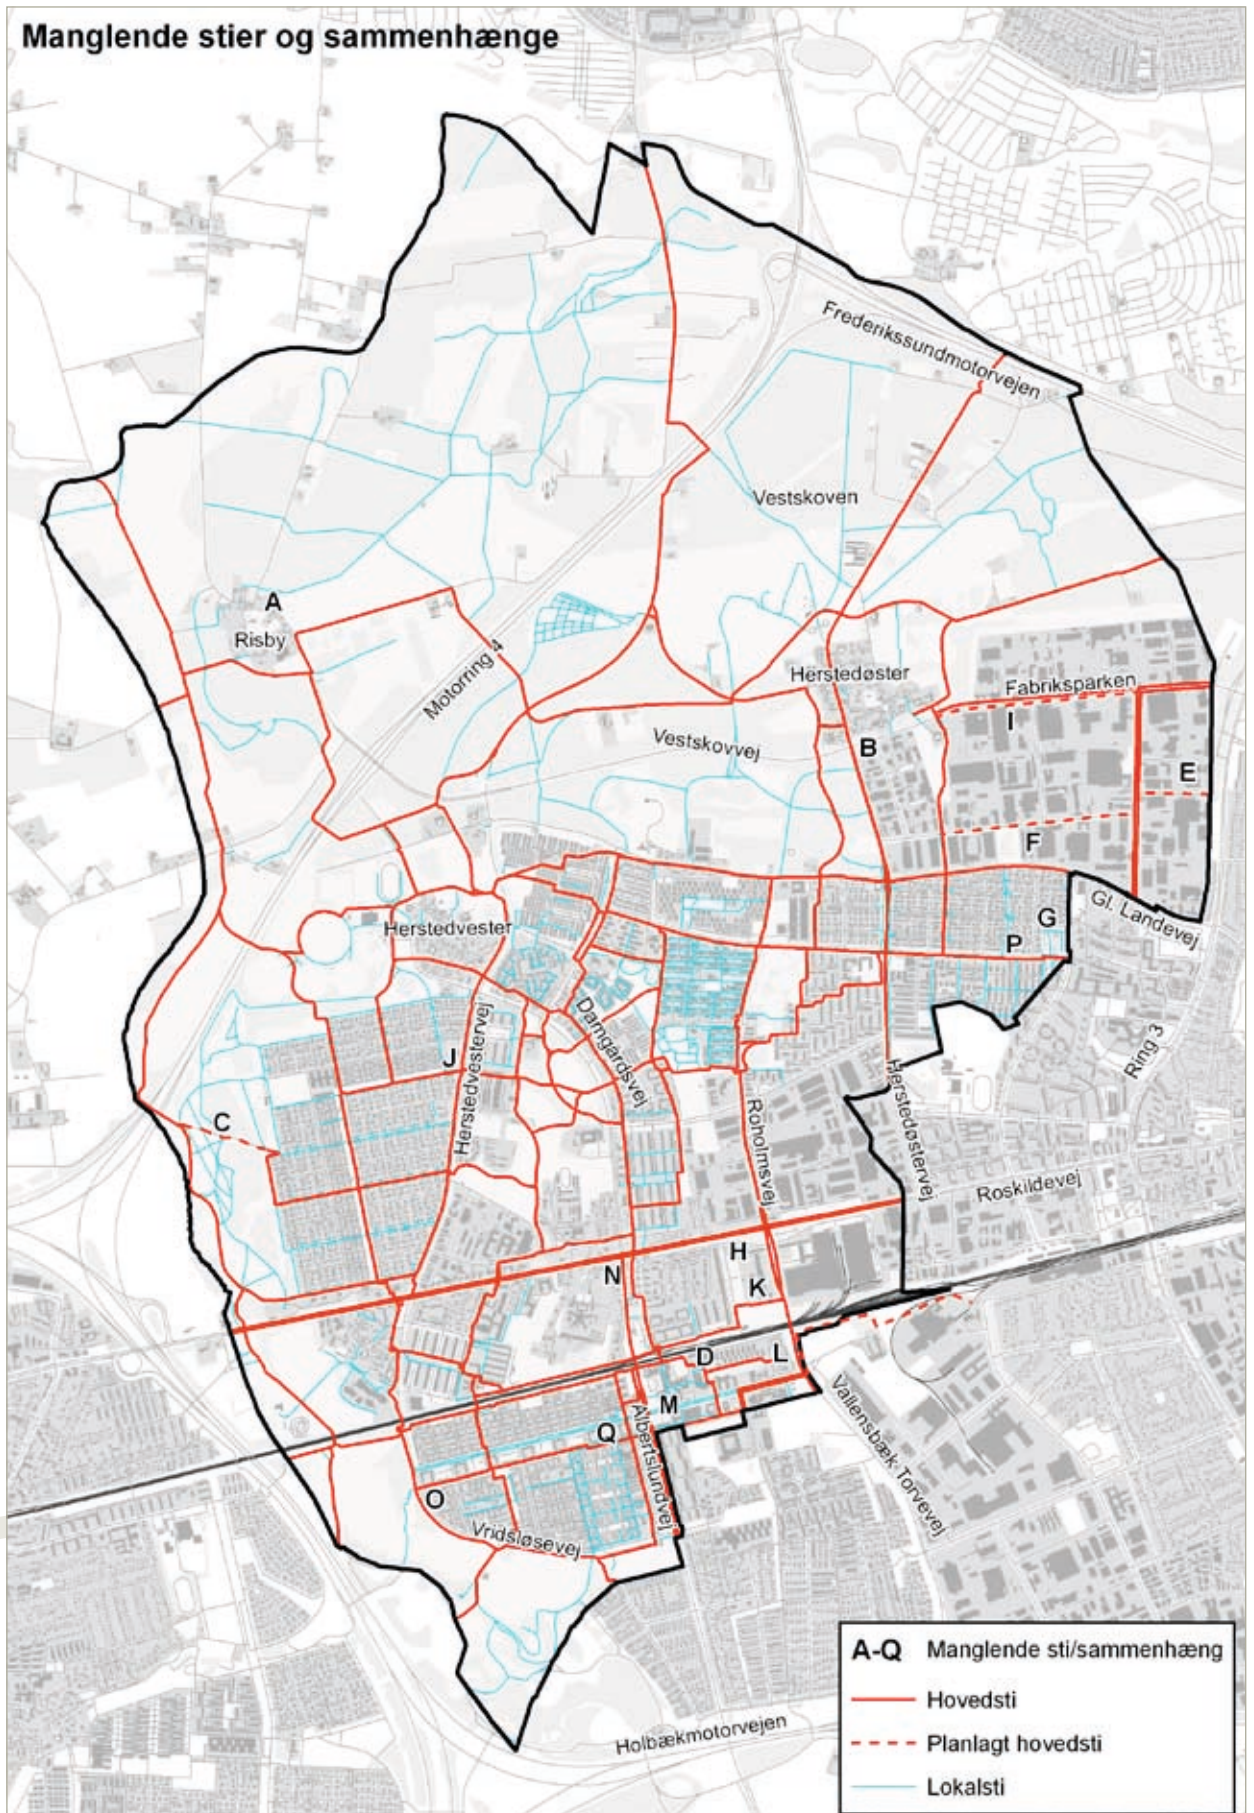 Manglende stier og sammenhænge
Frederikssundmotorvejen
Vestskoven
A
Risby
Motorring 4
Herstedøster
Fabriksparken
I
B
Vestskovvej
E
F
Herstedvester
G
Gl. Landevej
P
Damgårdsvej
J
Herstedvestervej
Ring 3
Herstedøstervej
C
Roholmsvej
Roskildevej
H
N
K
D
L
M
Vallensbæk Torvevej
Albertslundvej
Q
O
Vridsløsevej
Holbækmotorvejen
A-Q Manglende sti/sammenhæng
Hovedsti
Planlagt hovedsti
Lokalsti